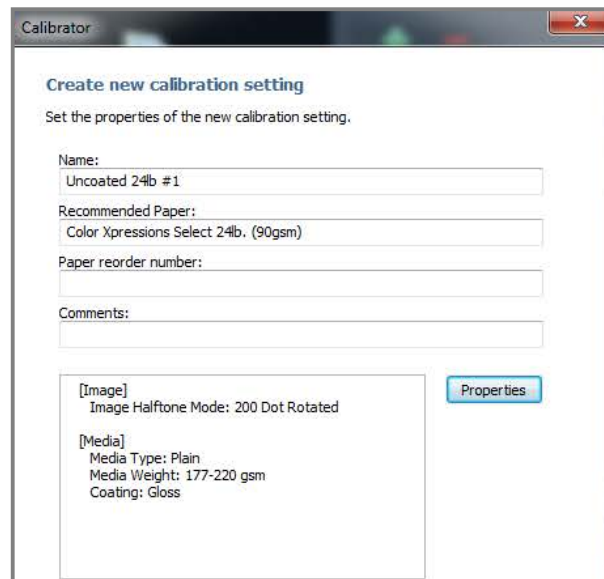 Calibrator
Create new calibration setting
Set the properties of the new calibration setting.
Name:
Uncoated 24lb #1
Recommended Paper:
Color Xpressions Select 24lb. (90gsm)
Paper reorder number:
Comments:
[Image]
Image Halftone Mode: 200 Dot Rotated
Properties
[Media]
Media Type: Plain
Media Weight: 177-220 gsm
Coating: Gloss